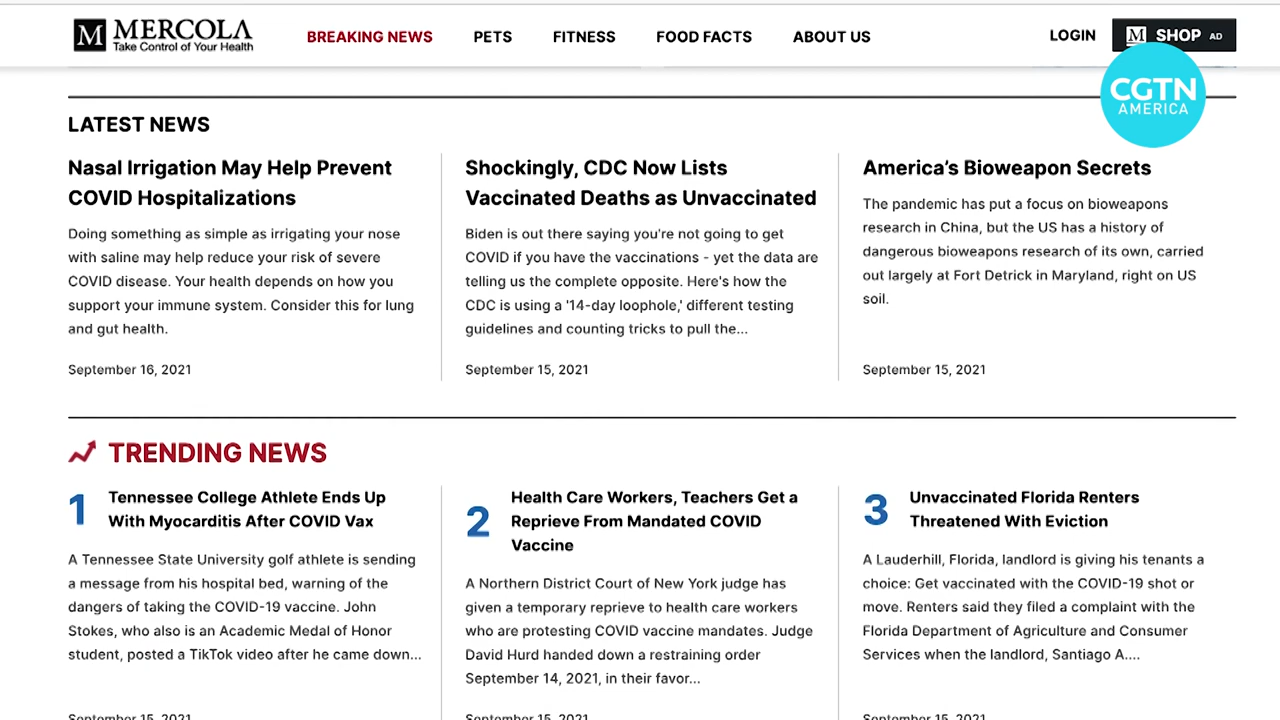 M MERCOLA
Take Control of Your Health
BREAKING NEWS
PETS
FITNESS
FOOD FACTS
ABOUT US
LOGIN
M SHOP AD
CGTN
AMERICA
LATEST NEWS
Nasal Irrigation May Help Prevent
COVID Hospitalizations
Doing something as simple as irrigating your nose
with saline may help reduce your risk of severe
COVID disease. Your health depends on how you
support your immune system. Consider this for lung
and gut health.
September 16, 2021
Shockingly, CDC Now Lists
Vaccinated Deaths as Unvaccinated
Biden is out there saying you're not going to get
COVID if you have the vaccinations - yet the data are
telling us the complete opposite. Here's how the
CDC is using a '14-day loophole,' different testing
guidelines and counting tricks to pull the...
September 15, 2021
America's Bioweapon Secrets
The pandemic has put a focus on bioweapons
research in China, but the US has a history of
dangerous bioweapons research of its own, carried
out largely at Fort Detrick in Maryland, right on US
soil.
September 15, 2021
TRENDING NEWS
1
Tennessee College Athlete Ends Up
With Myocarditis After COVID Vax
A Tennessee State University golf athlete is sending
a message from his hospital bed, warning of the
dangers of taking the COVID-19 vaccine. John
Stokes, who also is an Academic Medal of Honor
student, posted a TikTok video after he came down...
September 15, 2021
2
Health Care Workers, Teachers Get a
Reprieve From Mandated COVID
Vaccine
A Northern District Court of New York judge has
given a temporary reprieve to health care workers
who are protesting COVID vaccine mandates. Judge
David Hurd handed down a restraining order
September 14, 2021, in their favor...
September 15, 2021
3
Unvaccinated Florida Renters
Threatened With Eviction
A Lauderhill, Florida, landlord is giving his tenants a
choice: Get vaccinated with the COVID-19 shot or
move. Renters said they filed a complaint with the
Florida Department of Agriculture and Consumer
Services when the landlord, Santiago A....
September 15, 2021